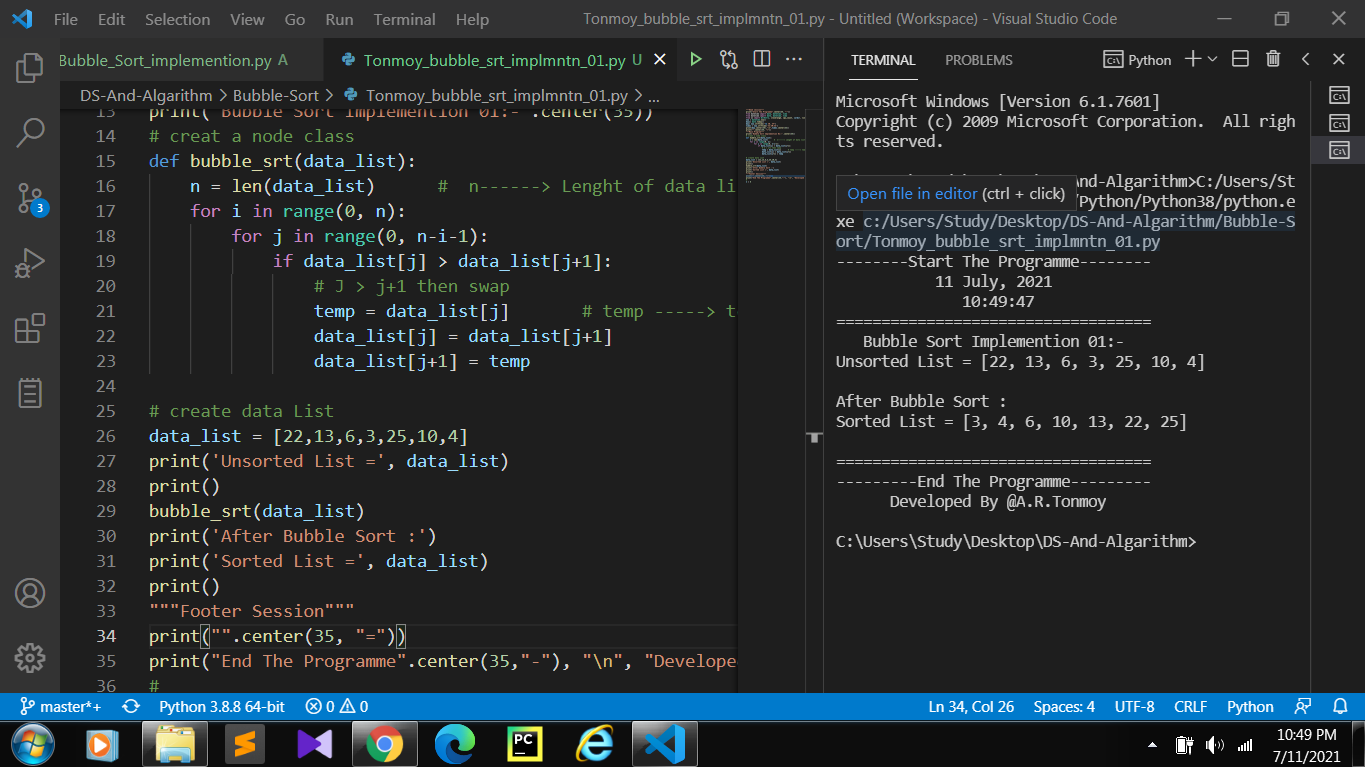 File Edit Selection View Go Run Terminal Help Tonmoy_bubble_srt_implmntn_01.py - Untitled (Workspace) - Visual Studio Code
Bubble_Sort_implemention.py A
Tonmoy_bubble_srt_implmntn_01.py U
DS-And-Algarithm > Bubble-Sort > Tonmoy_bubble_srt_implmntn_01.py > ...
13 print("Bubble Sort Implemention 01:-".center(35))
14 # creat a node class
15 def bubble_srt(data_list):
16 n = len(data_list) # n------> Lenght of data li
17 for i in range(0, n):
18 for j in range(0, n-i-1):
19 if data_list[j] > data_list[j+1]:
20 # J > j+1 then swap
21 temp = data_list[j] # temp -----> t
22 data_list[j] = data_list[j+1]
23 data_list[j+1] = temp
24
25 # create data List
26 data_list = [22,13,6,3,25,10,4]
27 print('Unsorted List =', data_list)
28 print()
29 bubble_srt(data_list)
30 print('After Bubble Sort :')
31 print('Sorted List =', data_list)
32 print()
33 """Footer Session"""
34 print("".center(35, "="))
35 print("End The Programme".center(35,"-"), "\n", "Develope
36 #
TERMINAL PROBLEMS Python
Microsoft Windows [Version 6.1.7601]
Copyright (c) 2009 Microsoft Corporation. All righ
ts reserved.
Open file in editor (ctrl + click)
And-Algarithm>C:/Users/St
/Python/Python38/python.e
xe c:/Users/Study/Desktop/DS-And-Algarithm/Bubble-S
ort/Tonmoy_bubble_srt_implmntn_01.py
--------Start The Programme--------
11 July, 2021
10:49:47
===================================
Bubble Sort Implemention 01:-
Unsorted List = [22, 13, 6, 3, 25, 10, 4]
After Bubble Sort :
Sorted List = [3, 4, 6, 10, 13, 22, 25]
===================================
---------End The Programme---------
Developed By @A.R.Tonmoy
C:\Users\Study\Desktop\DS-And-Algarithm>
3
master*+ Python 3.8.8 64-bit 0 0 Ln 34, Col 26 Spaces: 4 UTF-8 CRLF Python
PC
10:49 PM
7/11/2021